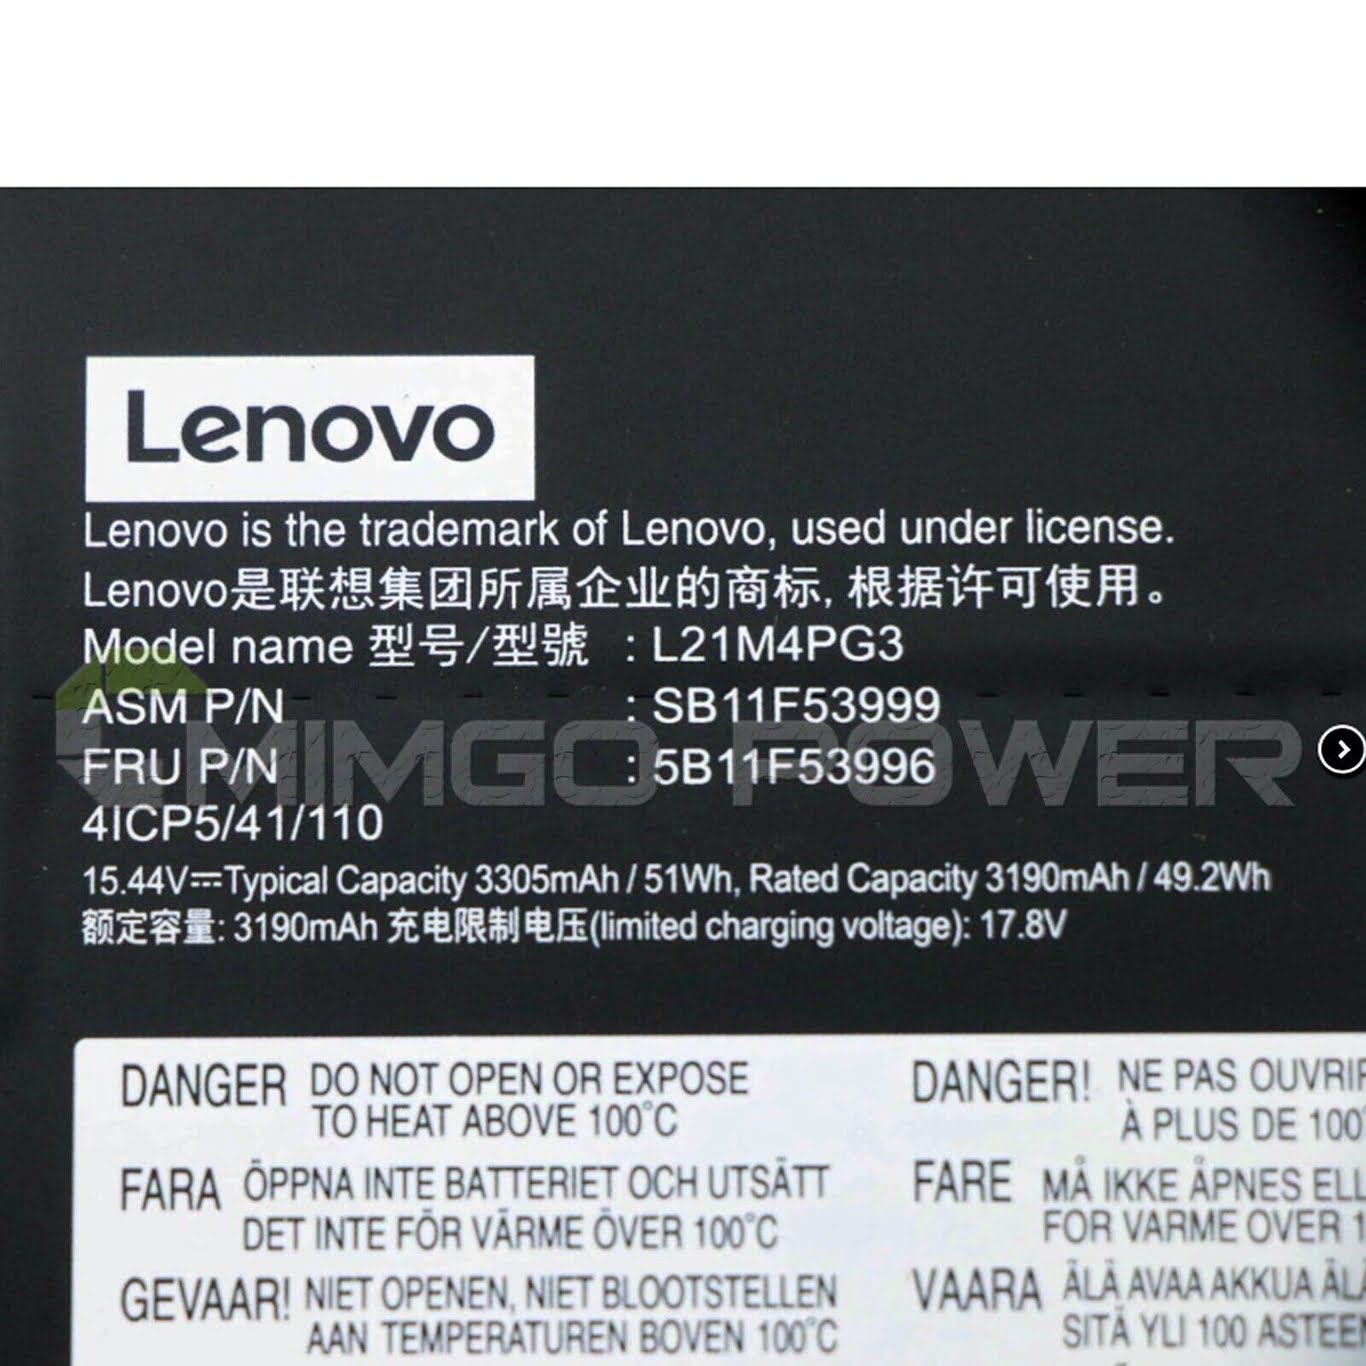 Lenovo
Lenovo is the trademark of Lenovo, used under license.
Lenovo是联想集团所属企业的商标, 根据许可使用。
Model name 型号/型號 : L21M4PG3
ASM P/N : SB11F53999
FRU P/N : 5B11F53996
MIMGO POWER
4ICP5/41/110
15.44V⎓Typical Capacity 3305mAh / 51Wh, Rated Capacity 3190mAh / 49.2Wh
额定容量: 3190mAh 充电限制电压(limited charging voltage): 17.8V
DANGER DO NOT OPEN OR EXPOSE
TO HEAT ABOVE 100°C
FARA ÖPPNA INTE BATTERIET OCH UTSÄTT
DET INTE FÖR VÄRME ÖVER 100°C
GEVAAR! NIET OPENEN, NIET BLOOTSTELLEN
AAN TEMPERATUREN BOVEN 100°C
DANGER! NE PAS OUVRIR
À PLUS DE 100
FARE MÅ IKKE ÅPNES
FOR VARME OVER
VAARA ÄLÄ AVAA AKKUA
SITÄ YLI 100